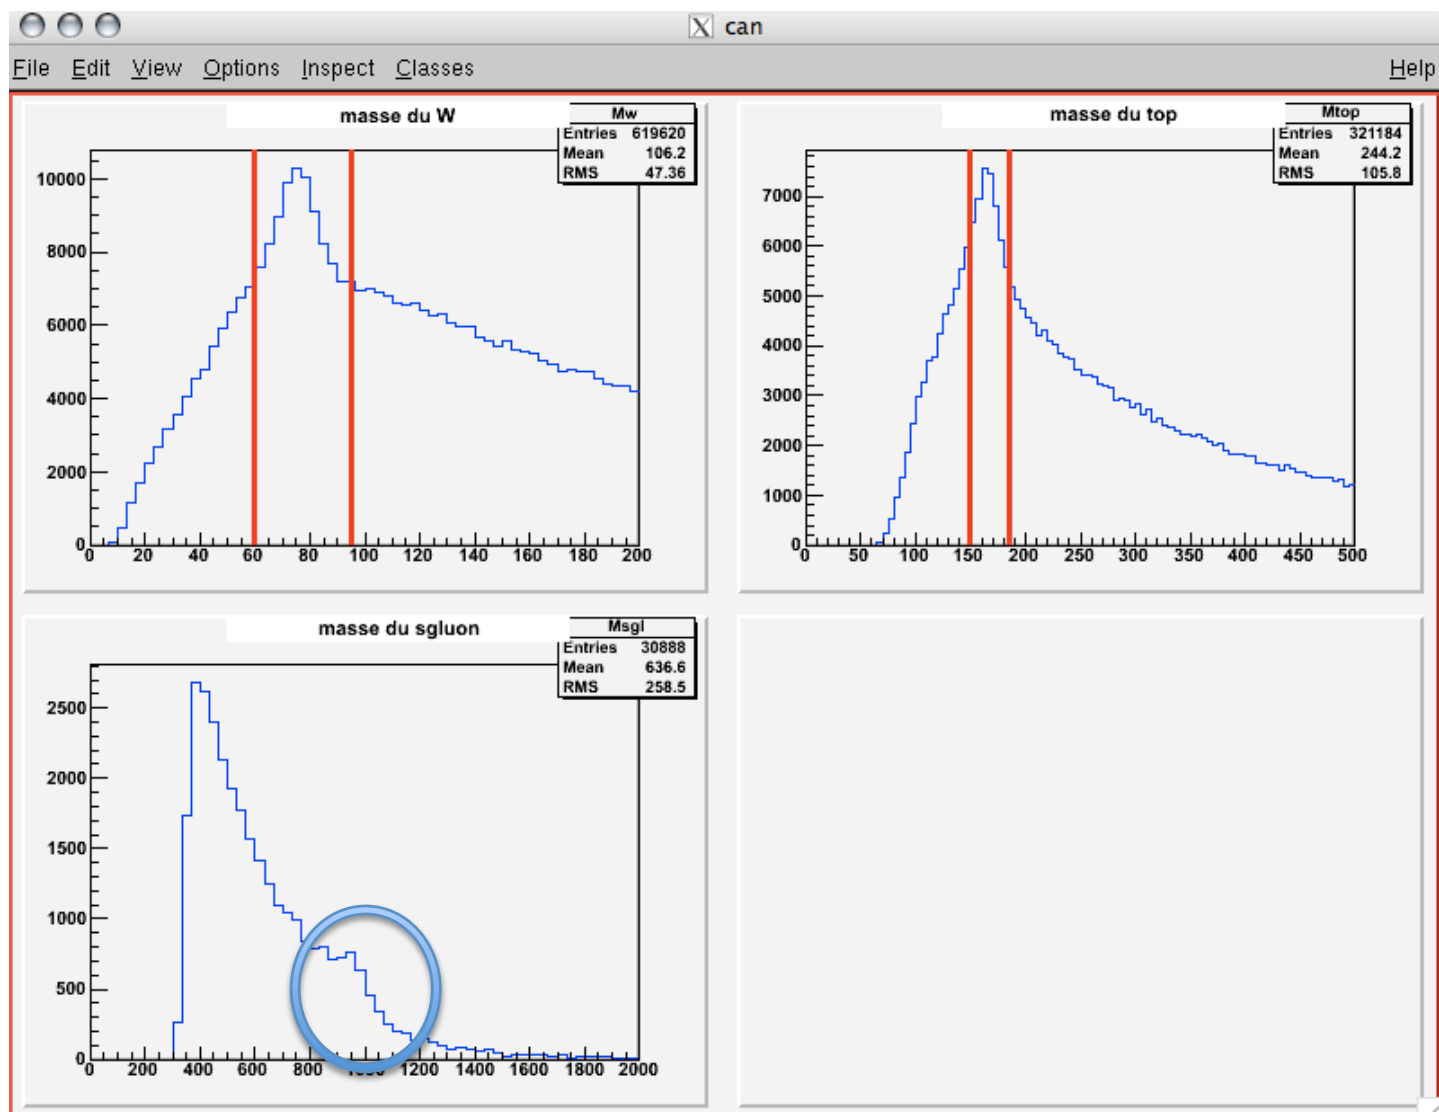 can
File Edit View Options Inspect Classes Help
masse du W
Mw
Entries 619620
Mean 106.2
RMS 47.36
10000
8000
6000
4000
2000
0
0 20 40 60 80 100 120 140 160 180 200
masse du top
Mtop
Entries 321184
Mean 244.2
RMS 105.8
7000
6000
5000
4000
3000
2000
1000
0
0 50 100 150 200 250 300 350 400 450 500
masse du sgluon
Msgl
Entries 30888
Mean 636.6
RMS 258.5
2500
2000
1500
1000
500
0
0 200 400 600 800 1000 1200 1400 1600 1800 2000